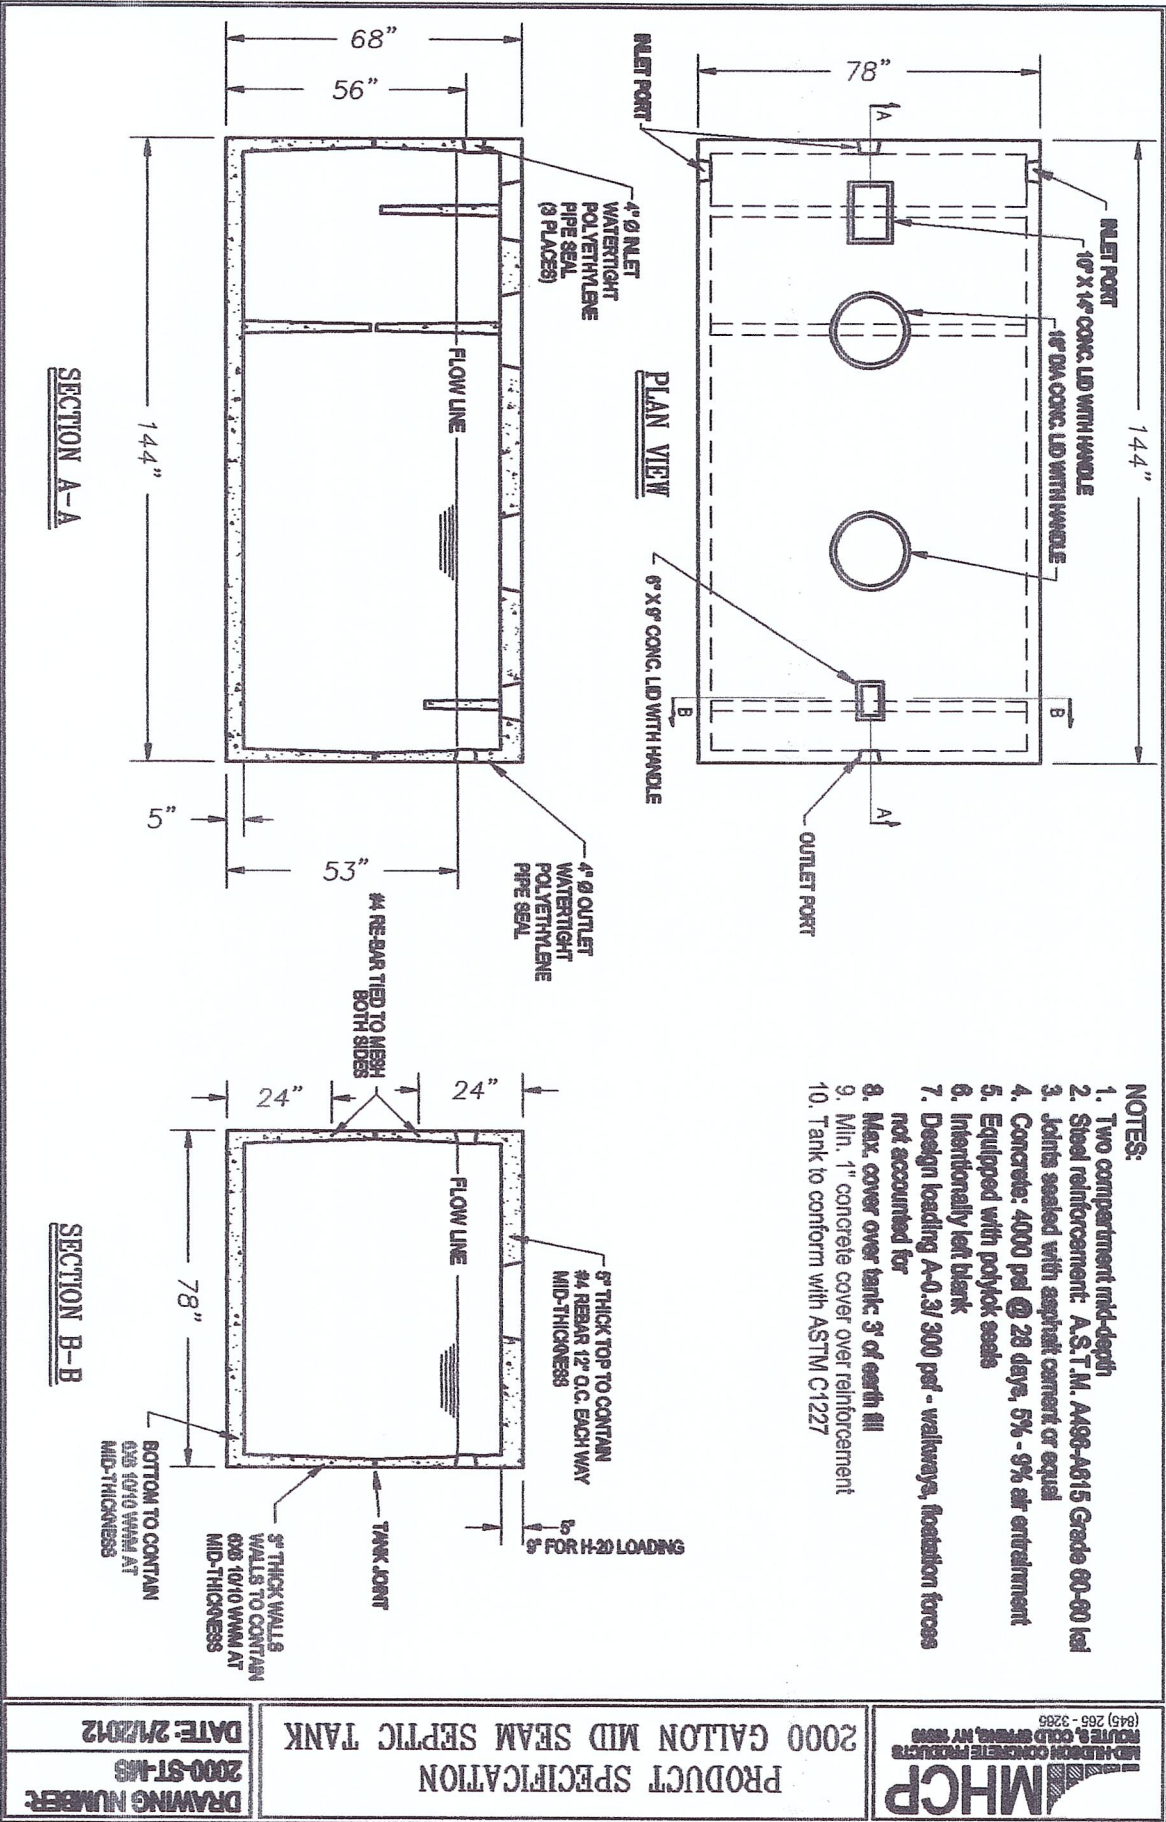 PLAN VIEW
INLET PORT
INLET PORT
10" X 14" CONC. LID WITH HANDLE
18" DIA CONC. LID WITH HANDLE
6" X 9" CONC. LID WITH HANDLE
OUTLET PORT
144"
78"
A
A
B
B
NOTES:
1. Two compartment mid-depth
2. Steel reinforcement: A.S.T.M. A496-A615 Grade 60-60 ksi
3. Joints sealed with asphalt cement or equal
4. Concrete: 4000 psi @ 28 days, 5% - 9% air entrainment
5. Equipped with polylok seals
6. Intentionally left blank
7. Design loading A-0.3/ 300 psf - walkways, floatation forces
not accounted for
8. Max. cover over tank: 3' of earth fill
9. Min. 1" concrete cover over reinforcement
10. Tank to conform with ASTM C1227
68"
56"
4" Ø INLET
WATERTIGHT
POLYETHYLENE
PIPE SEAL
(3 PLACES)
FLOW LINE
4" Ø OUTLET
WATERTIGHT
POLYETHYLENE
PIPE SEAL
5"
53"
144"
SECTION A-A
#4 RE-BAR TIED TO MESH
BOTH SIDES
24"
24"
FLOW LINE
TOP TO CONTAIN
#4 REBAR 12" O.C. EACH WAY
MID-THICKNESS
FOR H-20 LOADING
TANK JOINT
3" THICK WALLS
WALLS TO CONTAIN
6X6 10/10 WWM AT
MID-THICKNESS
BOTTOM TO CONTAIN
6X6 10/10 WWM AT
MID-THICKNESS
78"
SECTION B-B
MHCP
MID-HUDSON CONCRETE PRODUCTS
ROUTE 9, COLD SPRING, NY 10516
(845) 265 - 3265
PRODUCT SPECIFICATION
2000 GALLON MID SEAM SEPTIC TANK
DRAWING NUMBER:
2000-ST-MS
DATE: 2/1/2012